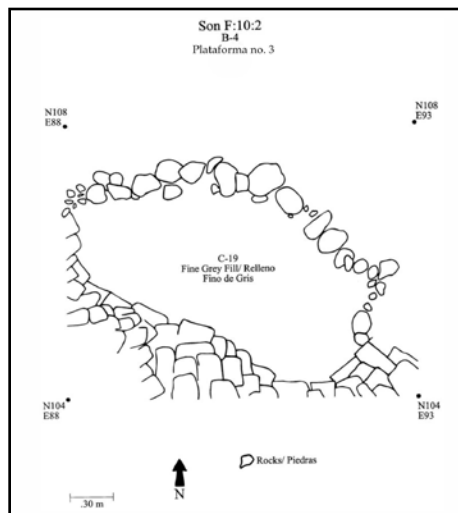 Son F:10:2
B-4
Plataforma no. 3
N108
E88
N108
E93
C-19
Fine Grey Fill/ Relleno
Fino de Gris
N104
E88
N104
E93
Rocks/ Piedras
.30 m
N